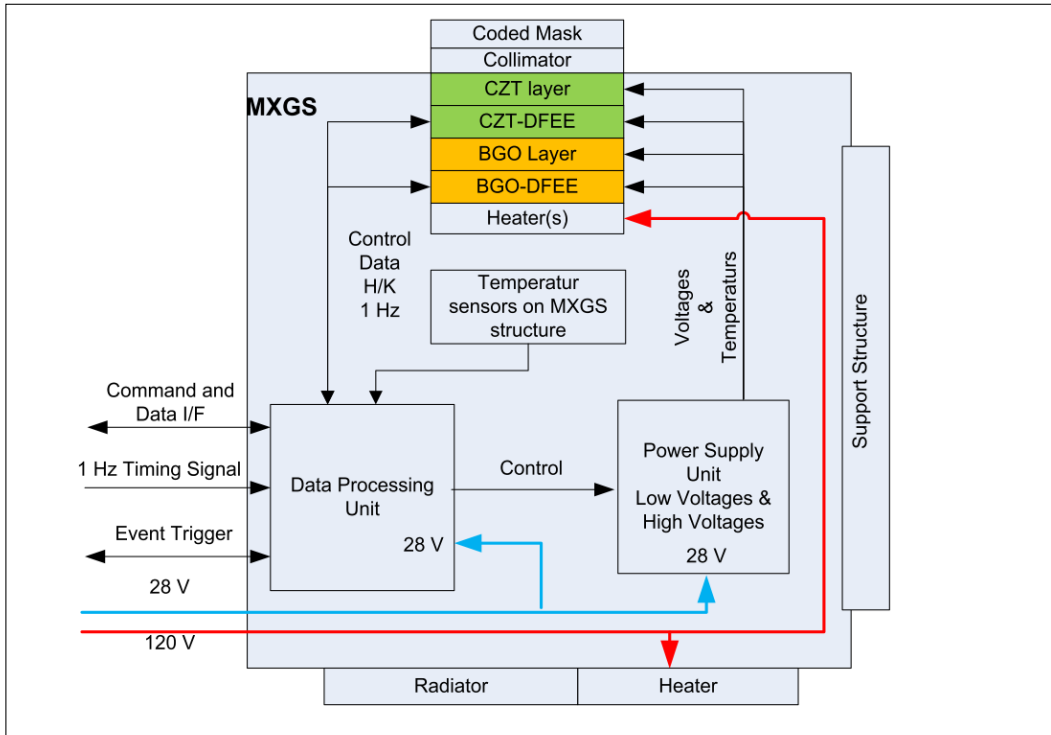 Coded Mask
Collimator
MXGS
CZT layer
CZT-DFEE
BGO Layer
BGO-DFEE
Heater(s)
Control
Data
H/K
1 Hz
Temperatur
sensors on MXGS
structure
Voltages
&
Temperaturs
Support Structure
Command and
Data I/F
1 Hz Timing Signal
Event Trigger
28 V
120 V
Data Processing
Unit
28 V
Control
Power Supply
Unit
Low Voltages &
High Voltages
28 V
Radiator
Heater